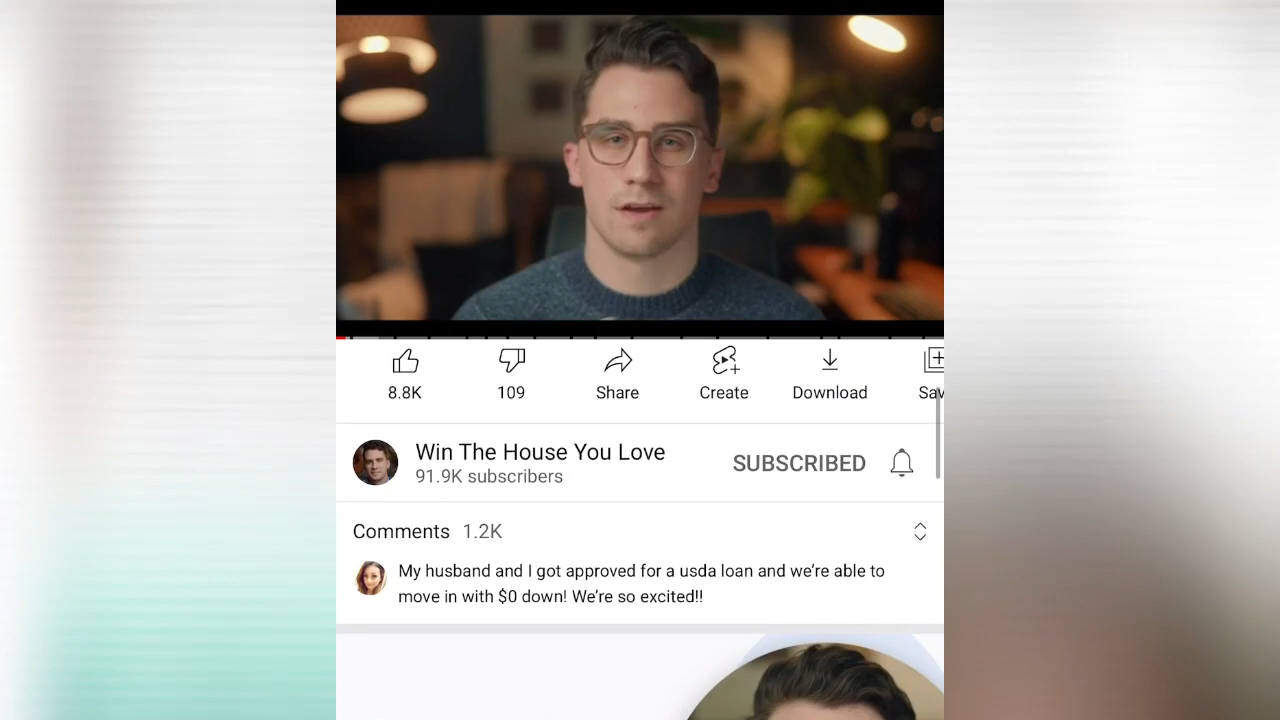 8.8K
109
Share
Create
Download
Win The House You Love
91.9K subscribers
SUBSCRIBED
Comments 1.2K
My husband and I got approved for a usda loan and we’re able to
move in with $0 down! We’re so excited!!